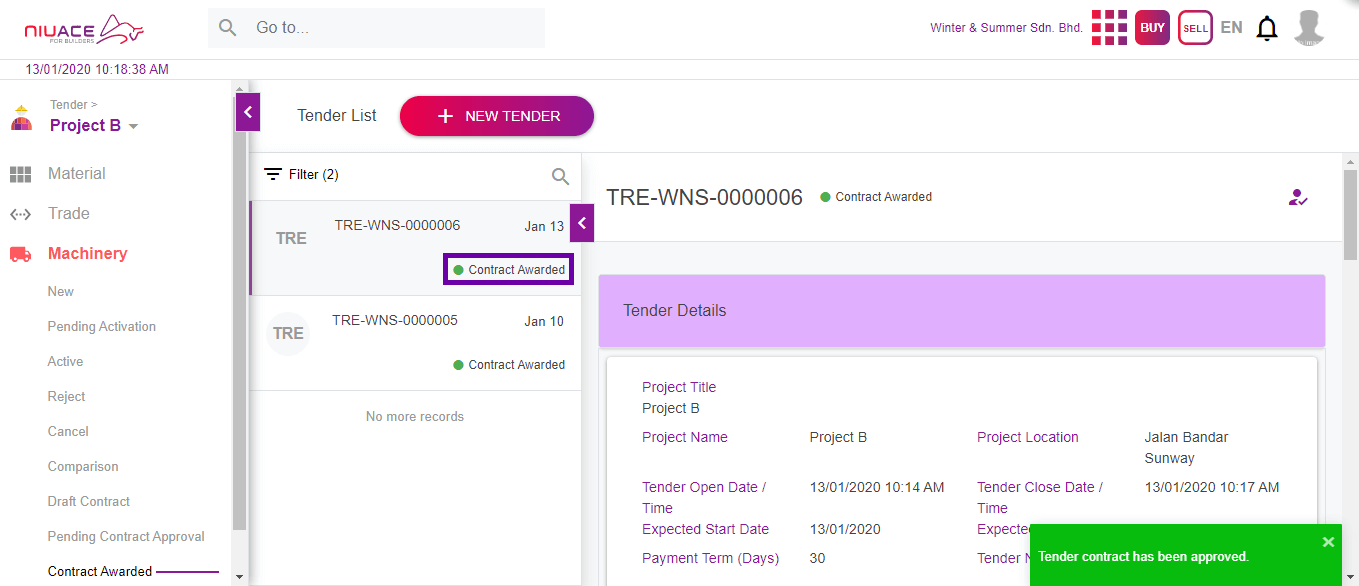 NIUACE
FOR BUILDERS
Go to...
Winter & Summer Sdn. Bhd.
BUY
SELL
EN
13/01/2020 10:18:38 AM
Tender >
Project B
Material
Trade
Machinery
New
Pending Activation
Active
Reject
Cancel
Comparison
Draft Contract
Pending Contract Approval
Contract Awarded
Tender List
+ NEW TENDER
Filter (2)
TRE
TRE-WNS-0000006
Jan 13
Contract Awarded
TRE
TRE-WNS-0000005
Jan 10
Contract Awarded
No more records
TRE-WNS-0000006
Contract Awarded
Tender Details
Project Title
Project B
Project Name Project B Project Location Jalan Bandar
Sunway
Tender Open Date / 13/01/2020 10:14 AM Tender Close Date / 13/01/2020 10:17 AM
Time Time
Expected Start Date 13/01/2020 Expected
Payment Term (Days) 30 Tender
Tender contract has been approved.